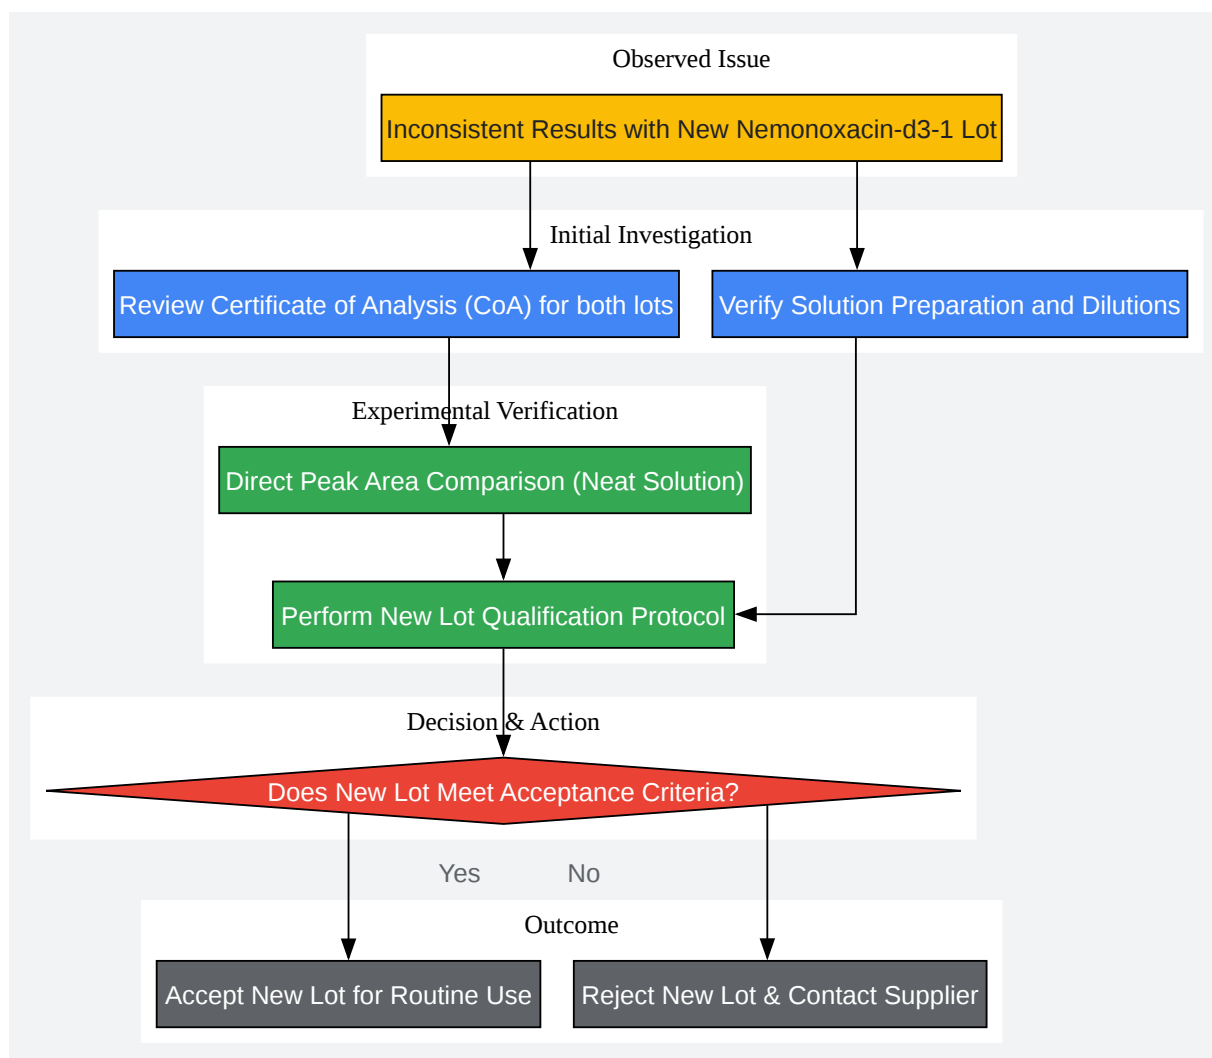 Observed Issue
Inconsistent Results with New Nemonoxacin-d3-1 Lot
Initial Investigation
Review Certificate of Analysis (CoA) for both lots
Verify Solution Preparation and Dilutions
Experimental Verification
Direct Peak Area Comparison (Neat Solution)
Perform New Lot Qualification Protocol
Decision & Action
Does New Lot Meet Acceptance Criteria?
Yes
No
Outcome
Accept New Lot for Routine Use
Reject New Lot & Contact Supplier